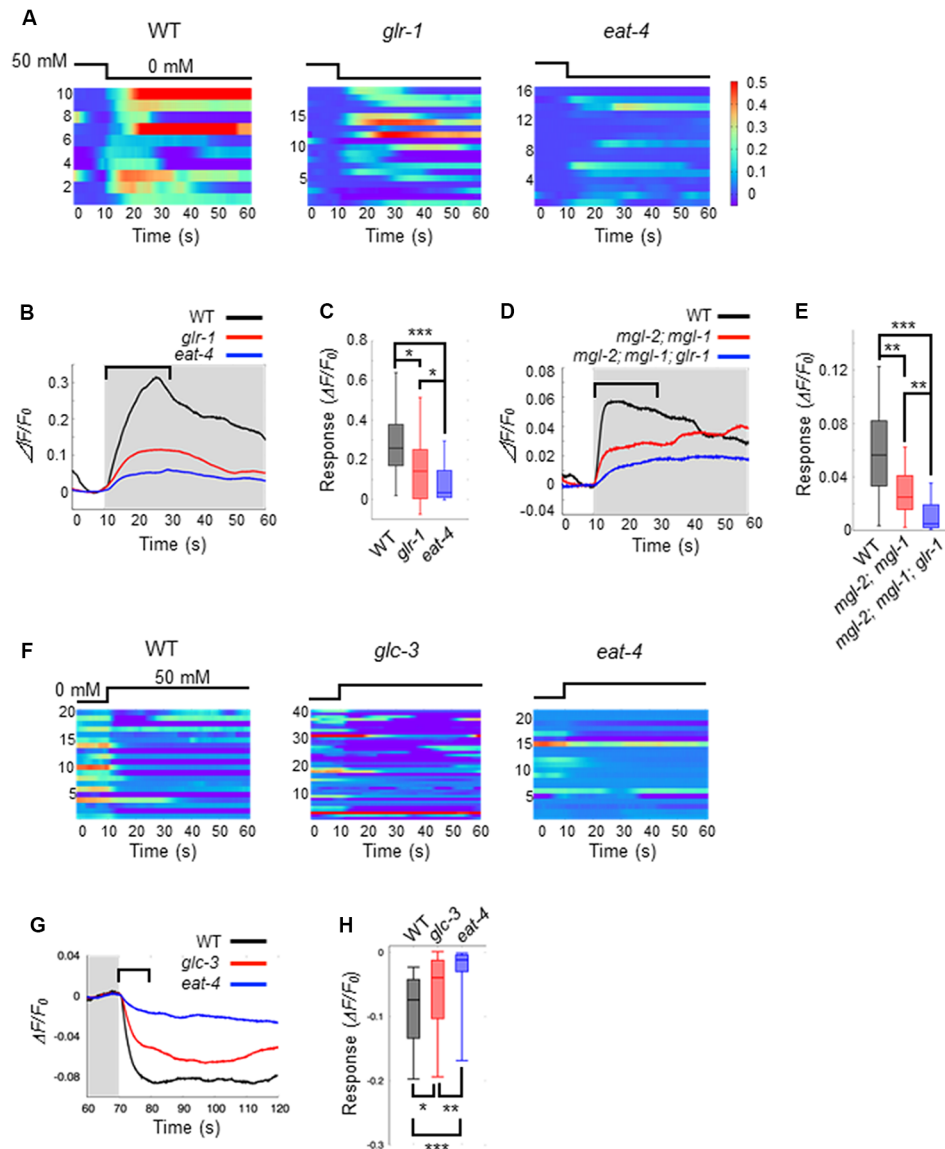 A
WT
glr-1
eat-4
50 mM
0 mM
10
8
6
4
2
0 10 20 30 40 50 60
Time (s)
15
10
5
0 10 20 30 40 50 60
Time (s)
16
12
8
4
0 10 20 30 40 50 60
Time (s)
0.5
0.4
0.3
0.2
0.1
0
B
WT
glr-1
eat-4
ΔF/F0
0.3
0.2
0.1
0
0 10 20 30 40 50 60
Time (s)
C
Response (ΔF/F0)
0.8
0.6
0.4
0.2
0
***
*
*
WT
glr-1
eat-4
D
WT
mgl-2; mgl-1
mgl-2; mgl-1; glr-1
ΔF/F0
0.08
0.06
0.04
0.02
0
-0.04
0 10 20 30 40 50 60
Time (s)
E
Response (ΔF/F0)
0.12
0.08
0.04
0
***
**
**
WT
mgl-2; mgl-1
mgl-2; mgl-1; glr-1
F
WT
glc-3
eat-4
0 mM
50 mM
20
15
10
5
0 10 20 30 40 50 60
Time (s)
40
30
20
10
0 10 20 30 40 50 60
Time (s)
20
15
10
5
0 10 20 30 40 50 60
Time (s)
G
WT
glc-3
eat-4
ΔF/F0
0.04
0
-0.04
-0.08
60 70 80 90 100 110 120
Time (s)
H
WT
glc-3
eat-4
Response (ΔF/F0)
0
-0.1
-0.2
-0.3
*
**
***